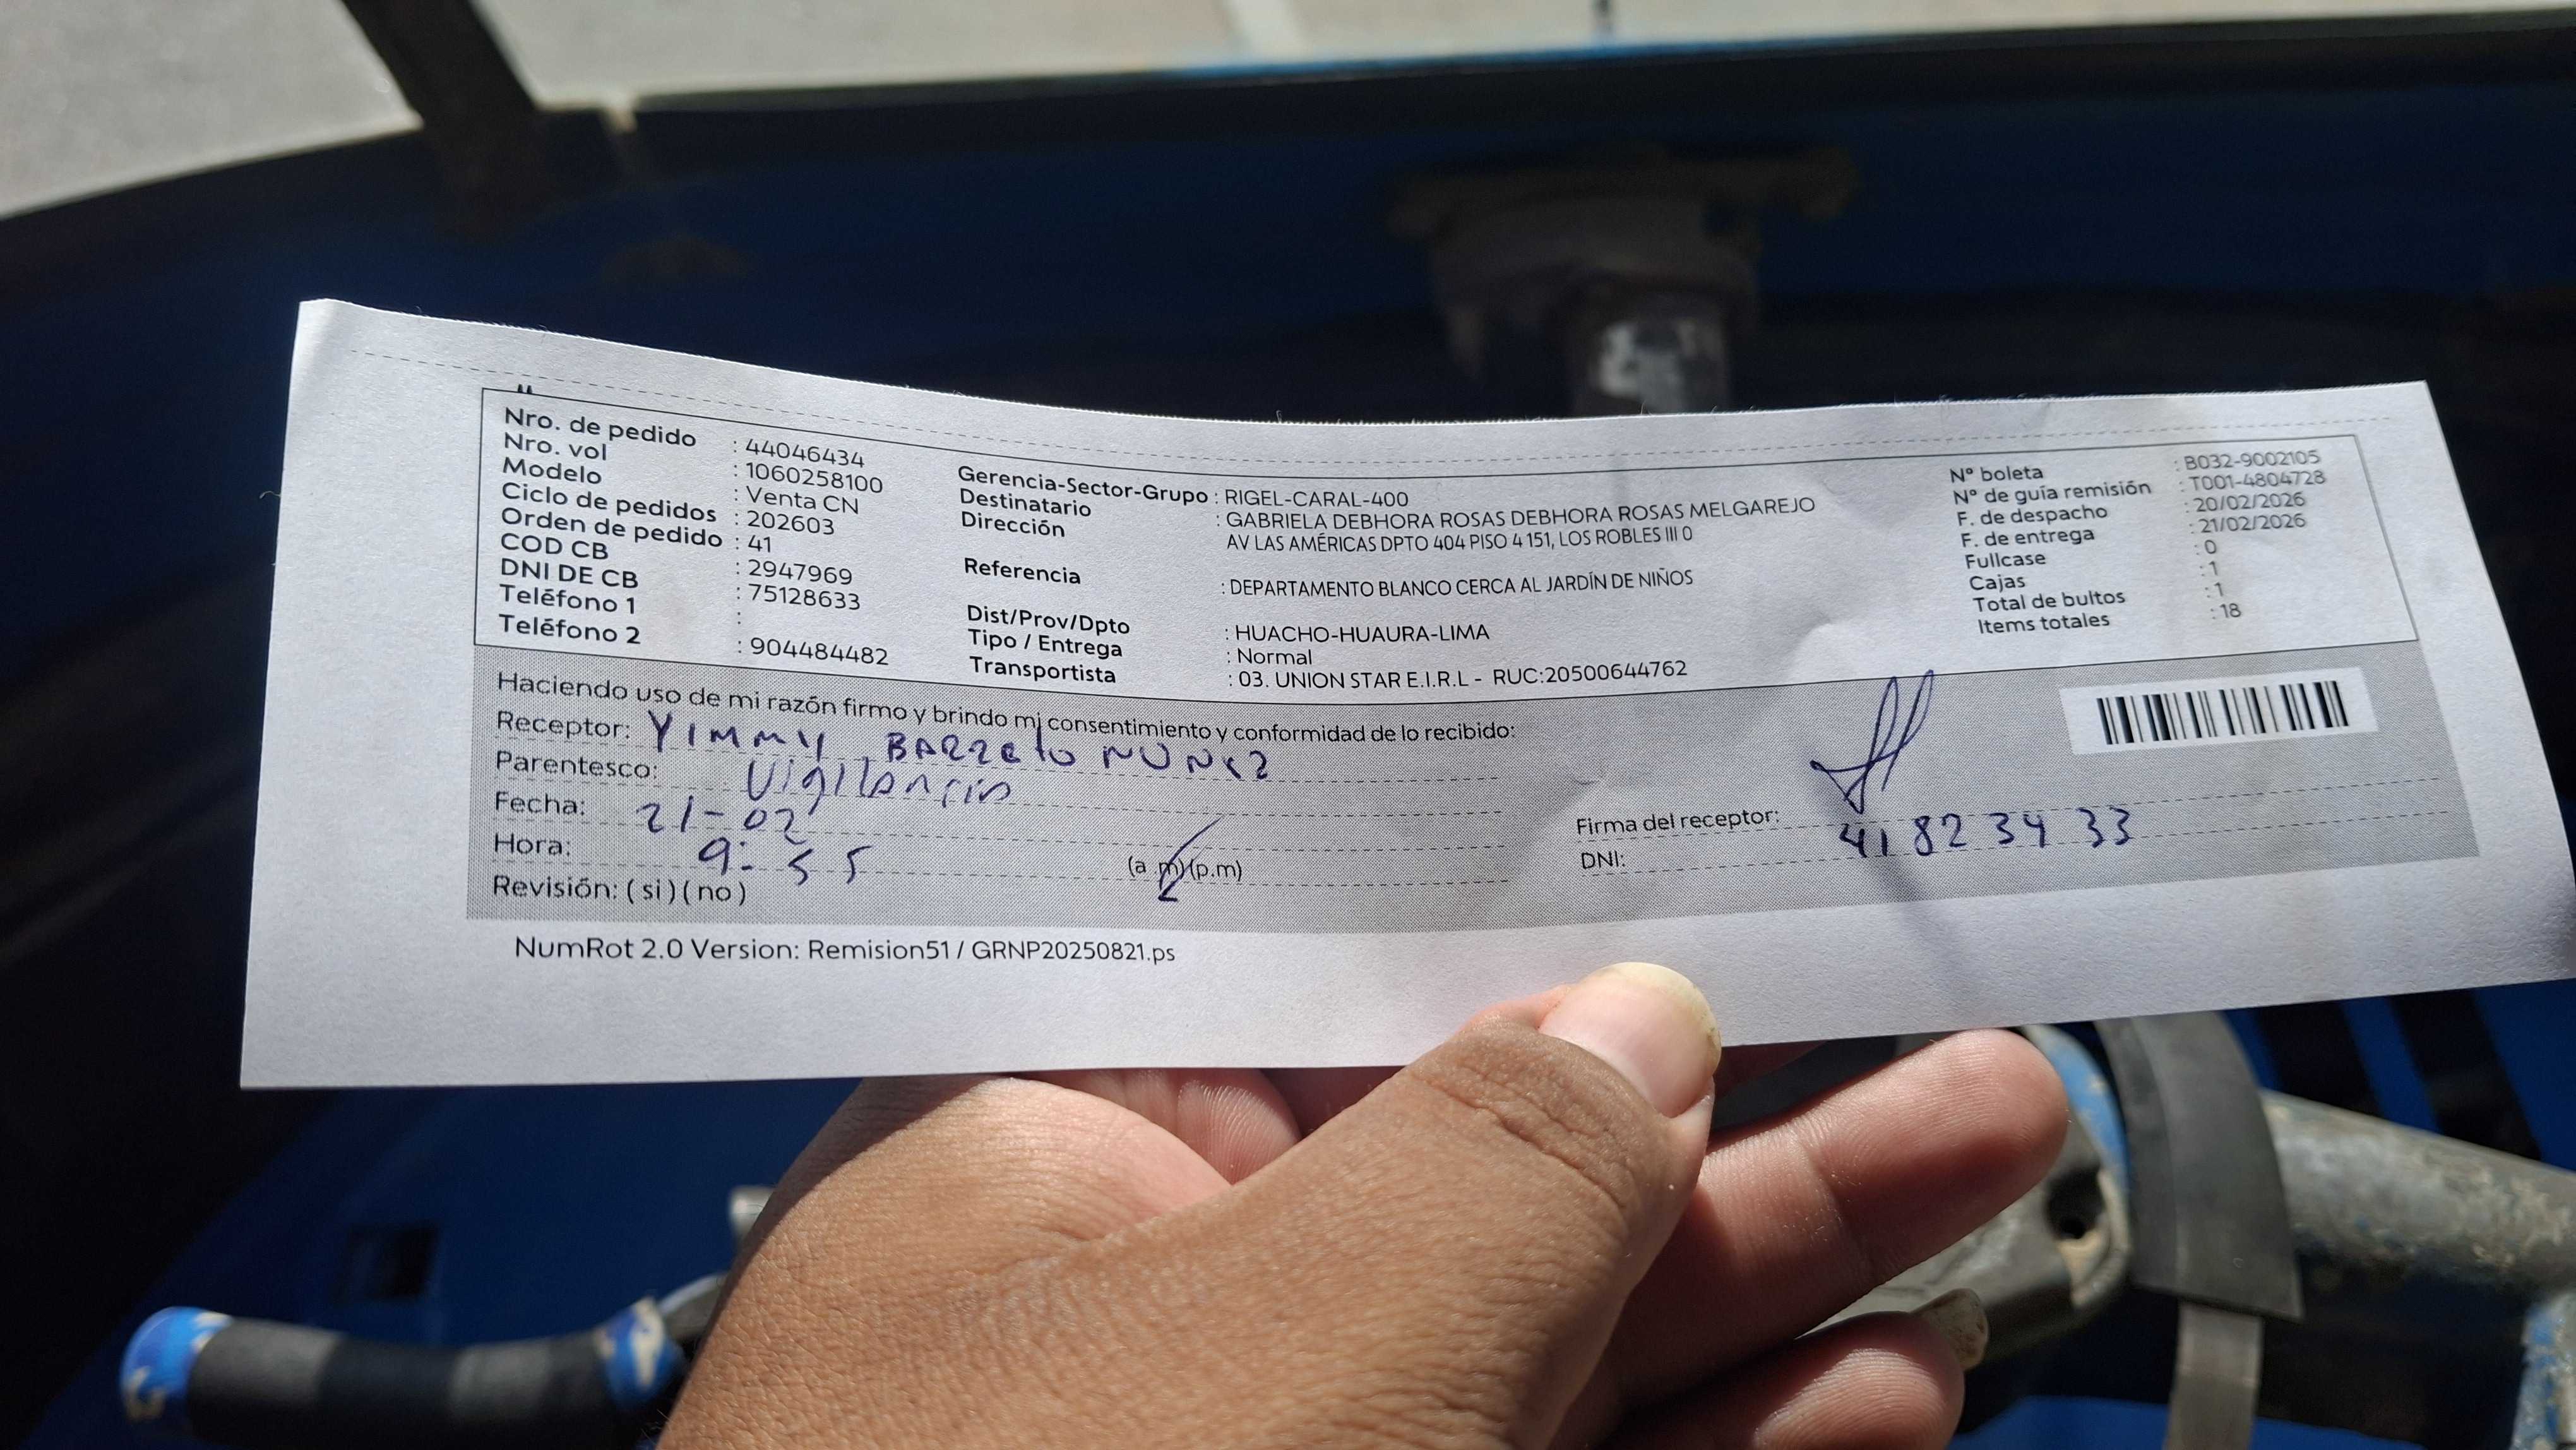 Nro. de pedido : 44046434
Nro. vol : 1060258100
Modelo : Venta CN
Ciclo de pedidos : 202603
Orden de pedido : 41
COD CB : 2947969
DNI DE CB : 75128633
Teléfono 1 :
Teléfono 2 : 904484482
Gerencia-Sector-Grupo : RIGEL-CARAL-400
Destinatario : GABRIELA DEBHORA ROSAS DEBHORA ROSAS MELGAREJO
Dirección AV LAS AMÉRICAS DPTO 404 PISO 4 151, LOS ROBLES III 0
Referencia : DEPARTAMENTO BLANCO CERCA AL JARDÍN DE NIÑOS
Dist/Prov/Dpto : HUACHO-HUAURA-LIMA
Tipo / Entrega : Normal
Transportista : 03. UNION STAR E.I.R.L - RUC:20500644762
N° boleta : B032-9002105
N° de guía remisión : T001-4804728
F. de despacho : 20/02/2026
F. de entrega : 21/02/2026
Fullcase : 0
Cajas : 1
Total de bultos : 1
Items totales : 18
Haciendo uso de mi razón firmo y brindo mi consentimiento y conformidad de lo recibido:
Receptor: YIMMY BARRETO NUNEZ
Parentesco: Vigilancia
Fecha: 21-02
Hora: 9:55 (a.m)(p.m)
Revisión: (si)(no)
Firma del receptor:
DNI: 41823433
NumRot 2.0 Version: Remision51 / GRNP20250821.ps